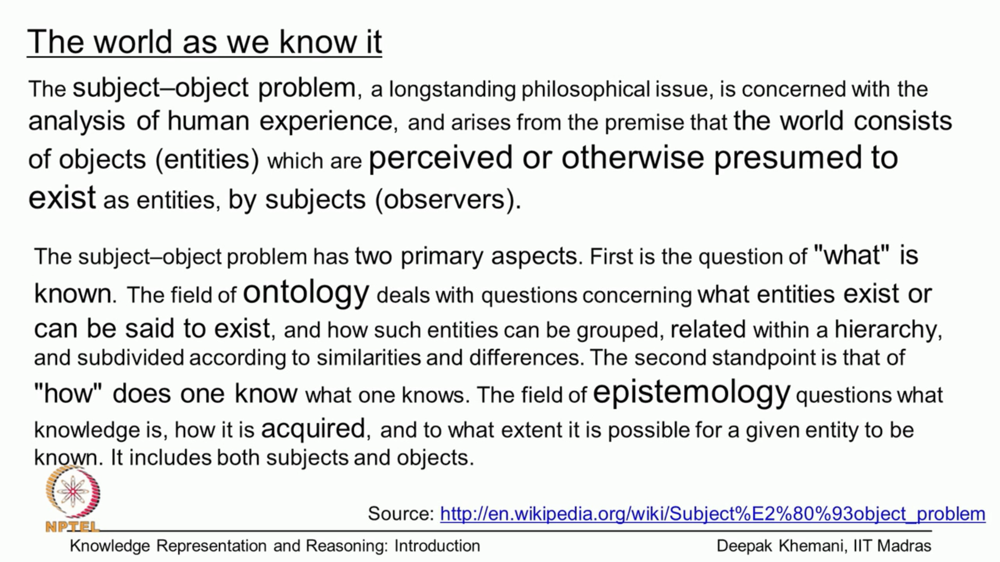 The world as we know it
The subject–object problem, a longstanding philosophical issue, is concerned with the
analysis of human experience, and arises from the premise that the world consists
of objects (entities) which are perceived or otherwise presumed to
exist as entities, by subjects (observers).
The subject–object problem has two primary aspects. First is the question of "what" is
known. The field of ontology deals with questions concerning what entities exist or
can be said to exist, and how such entities can be grouped, related within a hierarchy,
and subdivided according to similarities and differences. The second standpoint is that of
"how" does one know what one knows. The field of epistemology questions what
knowledge is, how it is acquired, and to what extent it is possible for a given entity to be
known. It includes both subjects and objects.
Source: http://en.wikipedia.org/wiki/Subject%E2%80%93object_problem
NPTEL
Knowledge Representation and Reasoning: Introduction
Deepak Khemani, IIT Madras